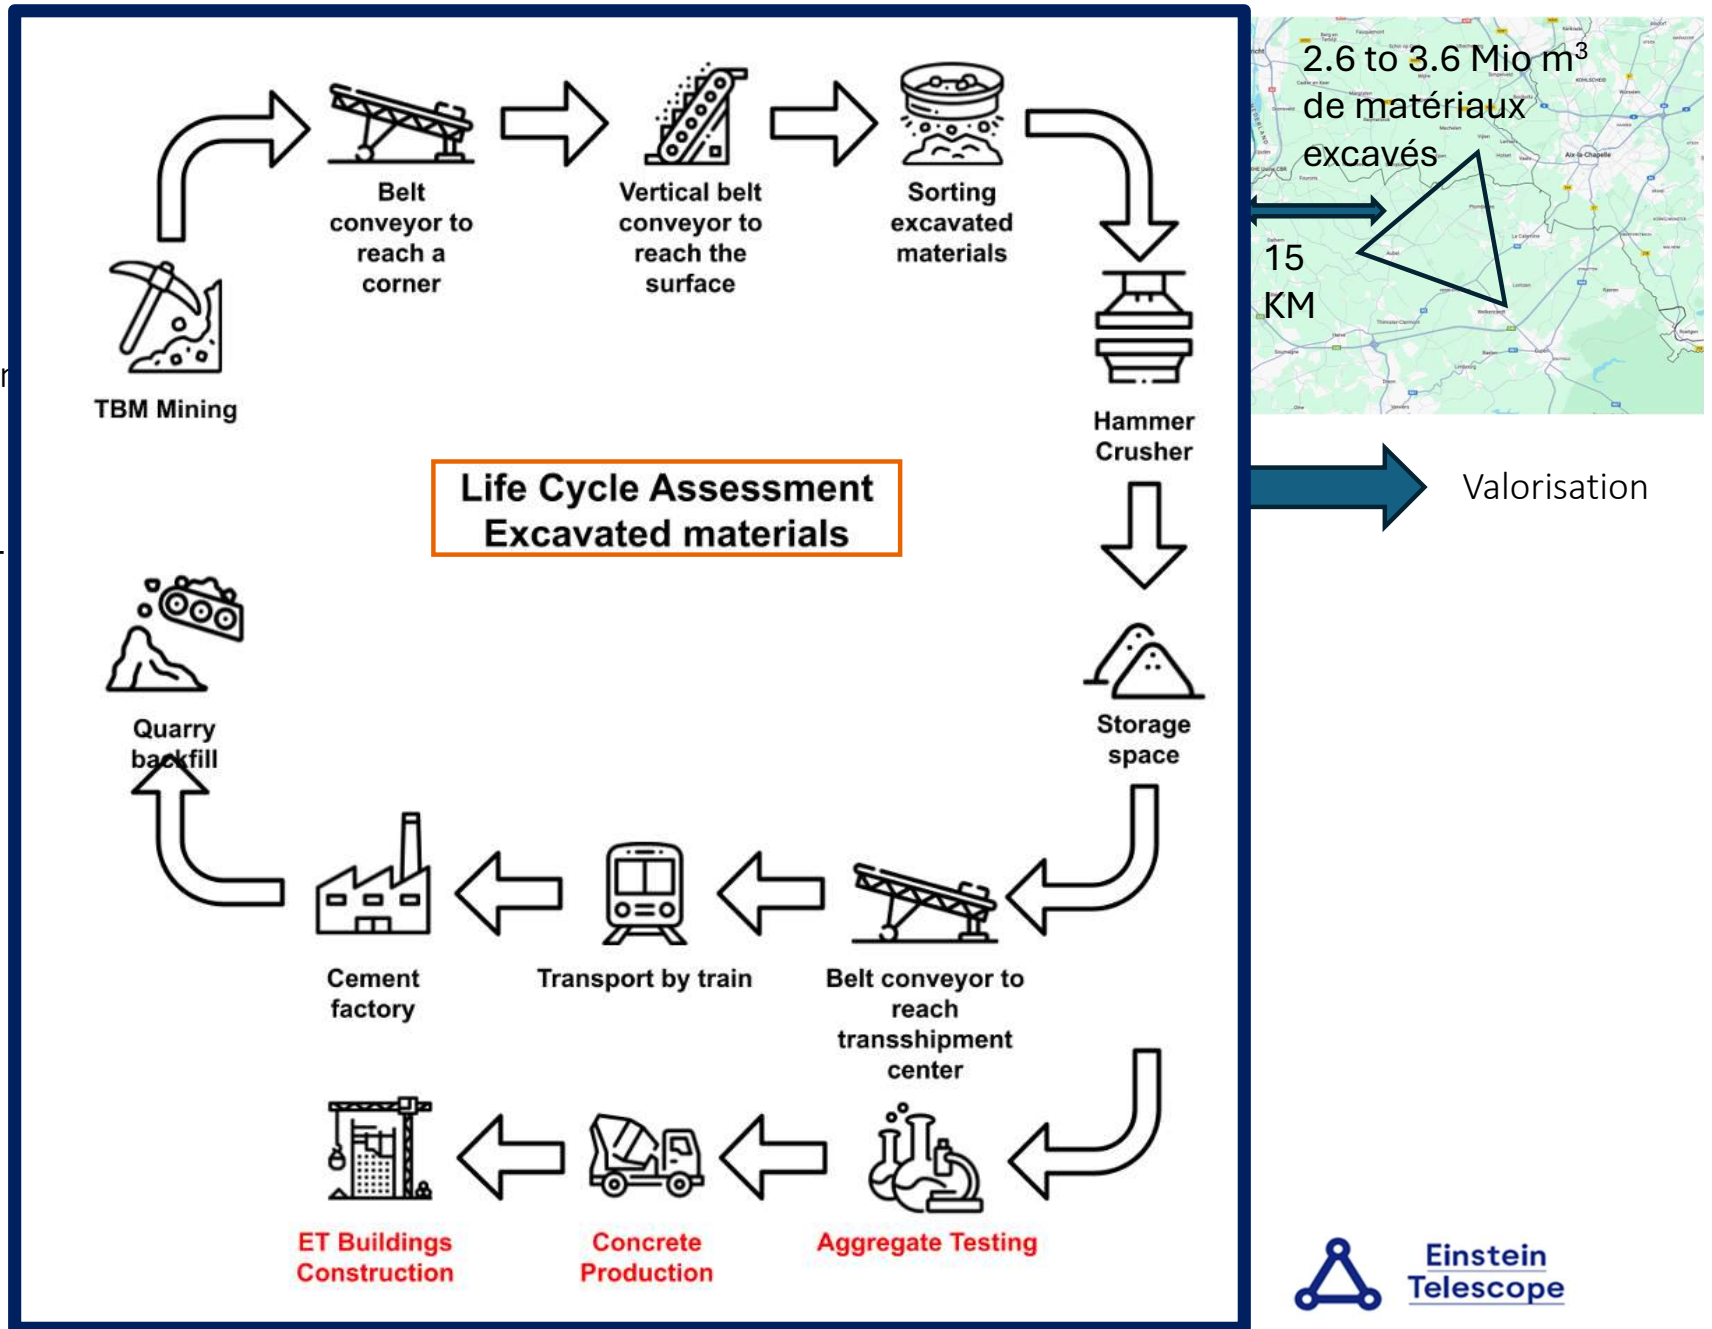 2.6 to 3.6 Mio m³
de matériaux
excavés
15
KM
Aix-la-Chapelle
Belt
conveyor to
reach a
corner
Vertical belt
conveyor to
reach the
surface
Sorting
excavated
materials
TBM Mining
Hammer
Crusher
Life Cycle Assessment
Excavated materials
Valorisation
Quarry
backfill
Storage
space
Cement
factory
Transport by train
Belt conveyor to
reach
transshipment
center
ET Buildings
Construction
Concrete
Production
Aggregate Testing
Einstein
Telescope